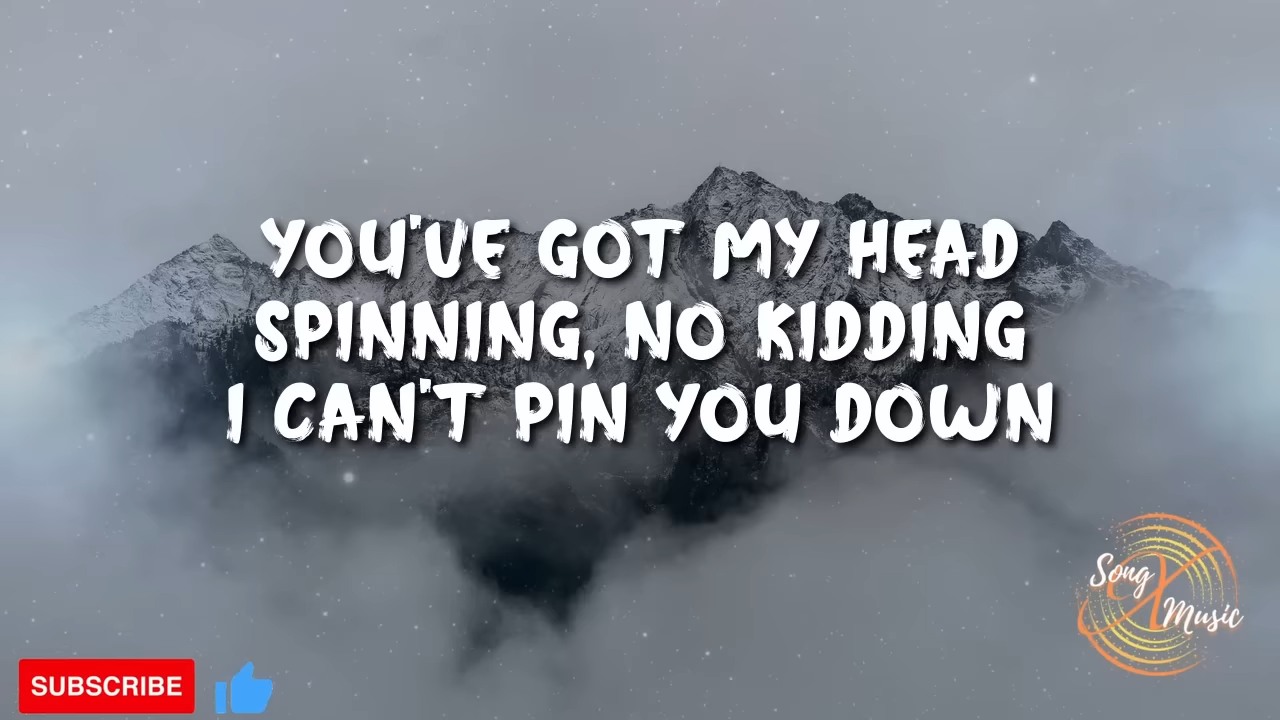 YOU'VE GOT MY HEAD
SPINNING, NO KIDDING
I CAN'T PIN YOU DOWN
Song X Music
SUBSCRIBE